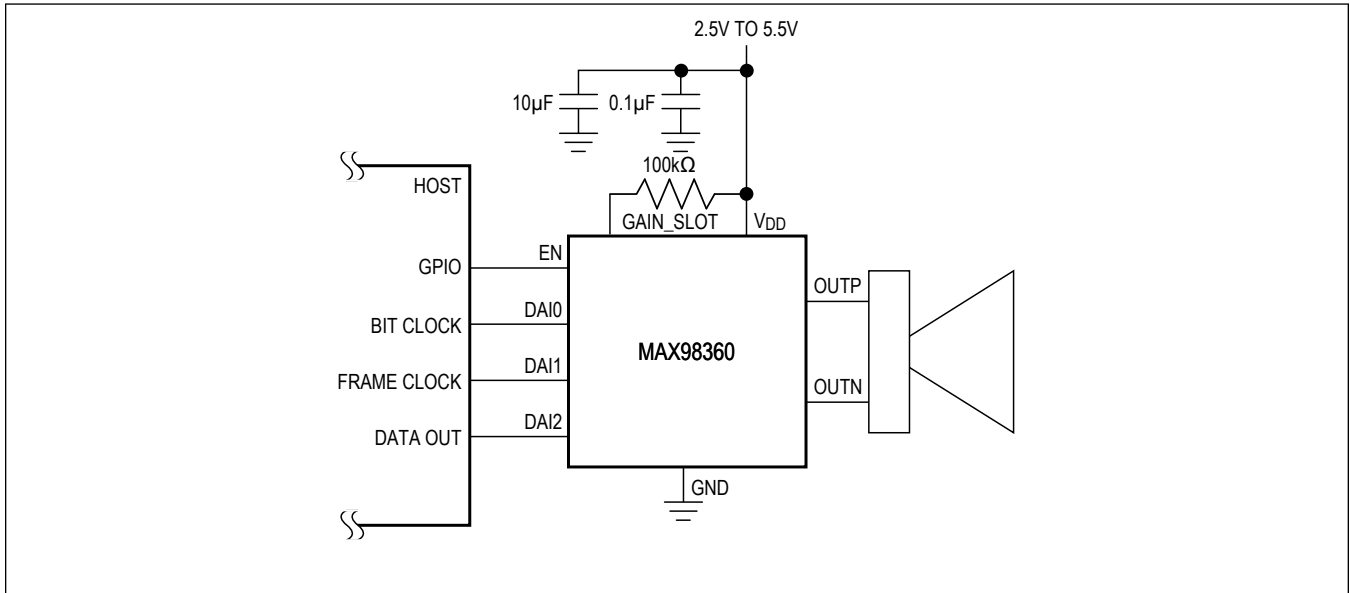 2.5V TO 5.5V
10µF
0.1µF
100kΩ
HOST
GAIN_SLOT
VDD
GPIO
EN
OUTP
BIT CLOCK
DAI0
MAX98360
FRAME CLOCK
DAI1
OUTN
DATA OUT
DAI2
GND